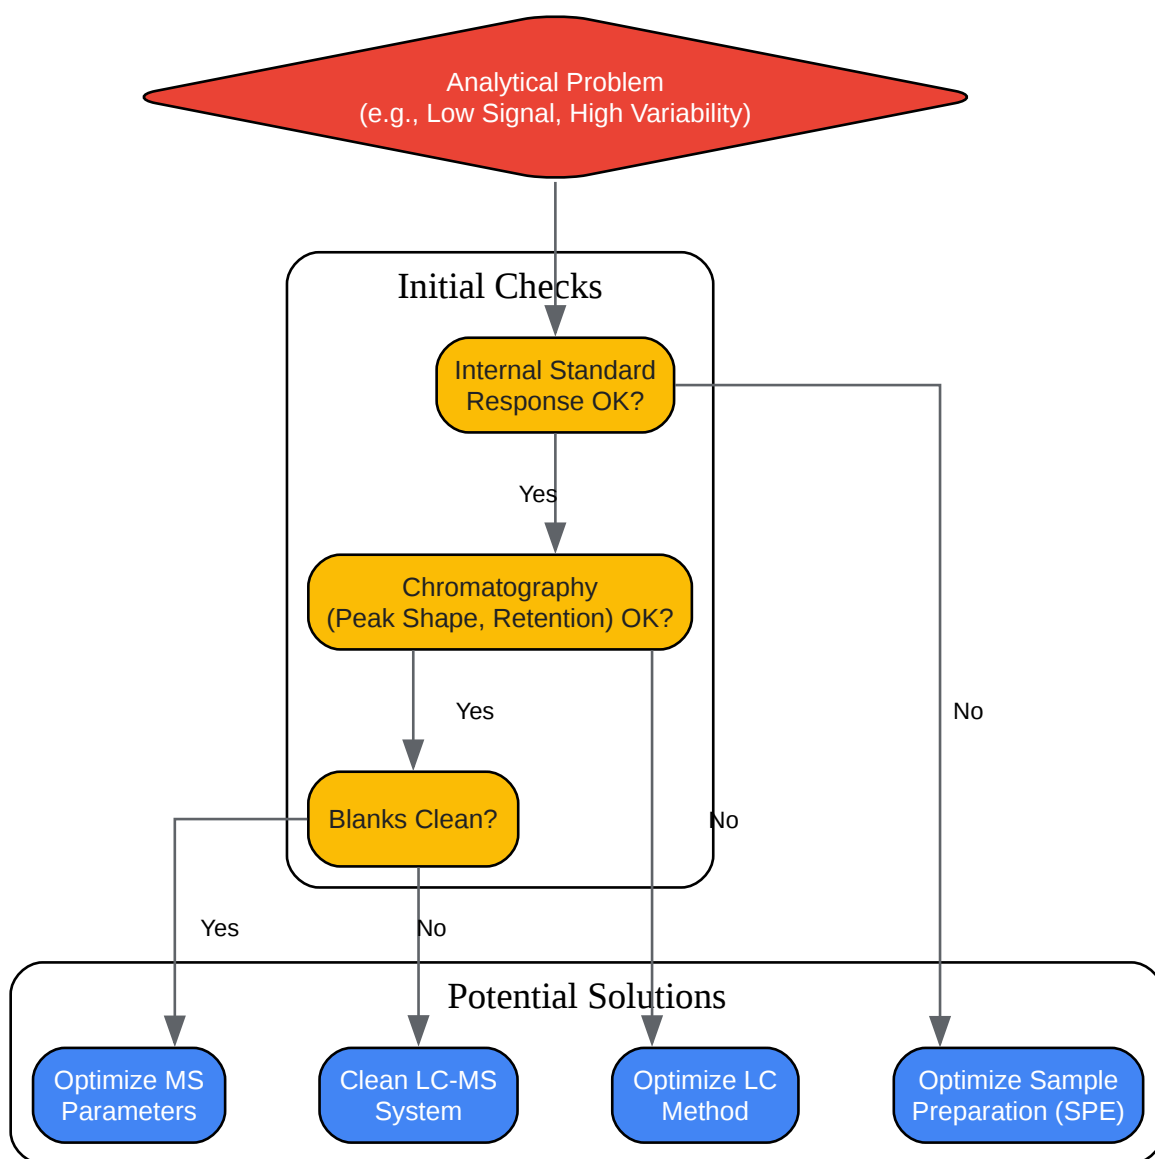 Analytical Problem
(e.g., Low Signal, High Variability)
Initial Checks
Internal Standard
Response OK?
Yes
Chromatography
(Peak Shape, Retention) OK?
Yes
No
Blanks Clean?
No
Yes
No
Potential Solutions
Optimize MS
Parameters
Clean LC-MS
System
Optimize LC
Method
Optimize Sample
Preparation (SPE)